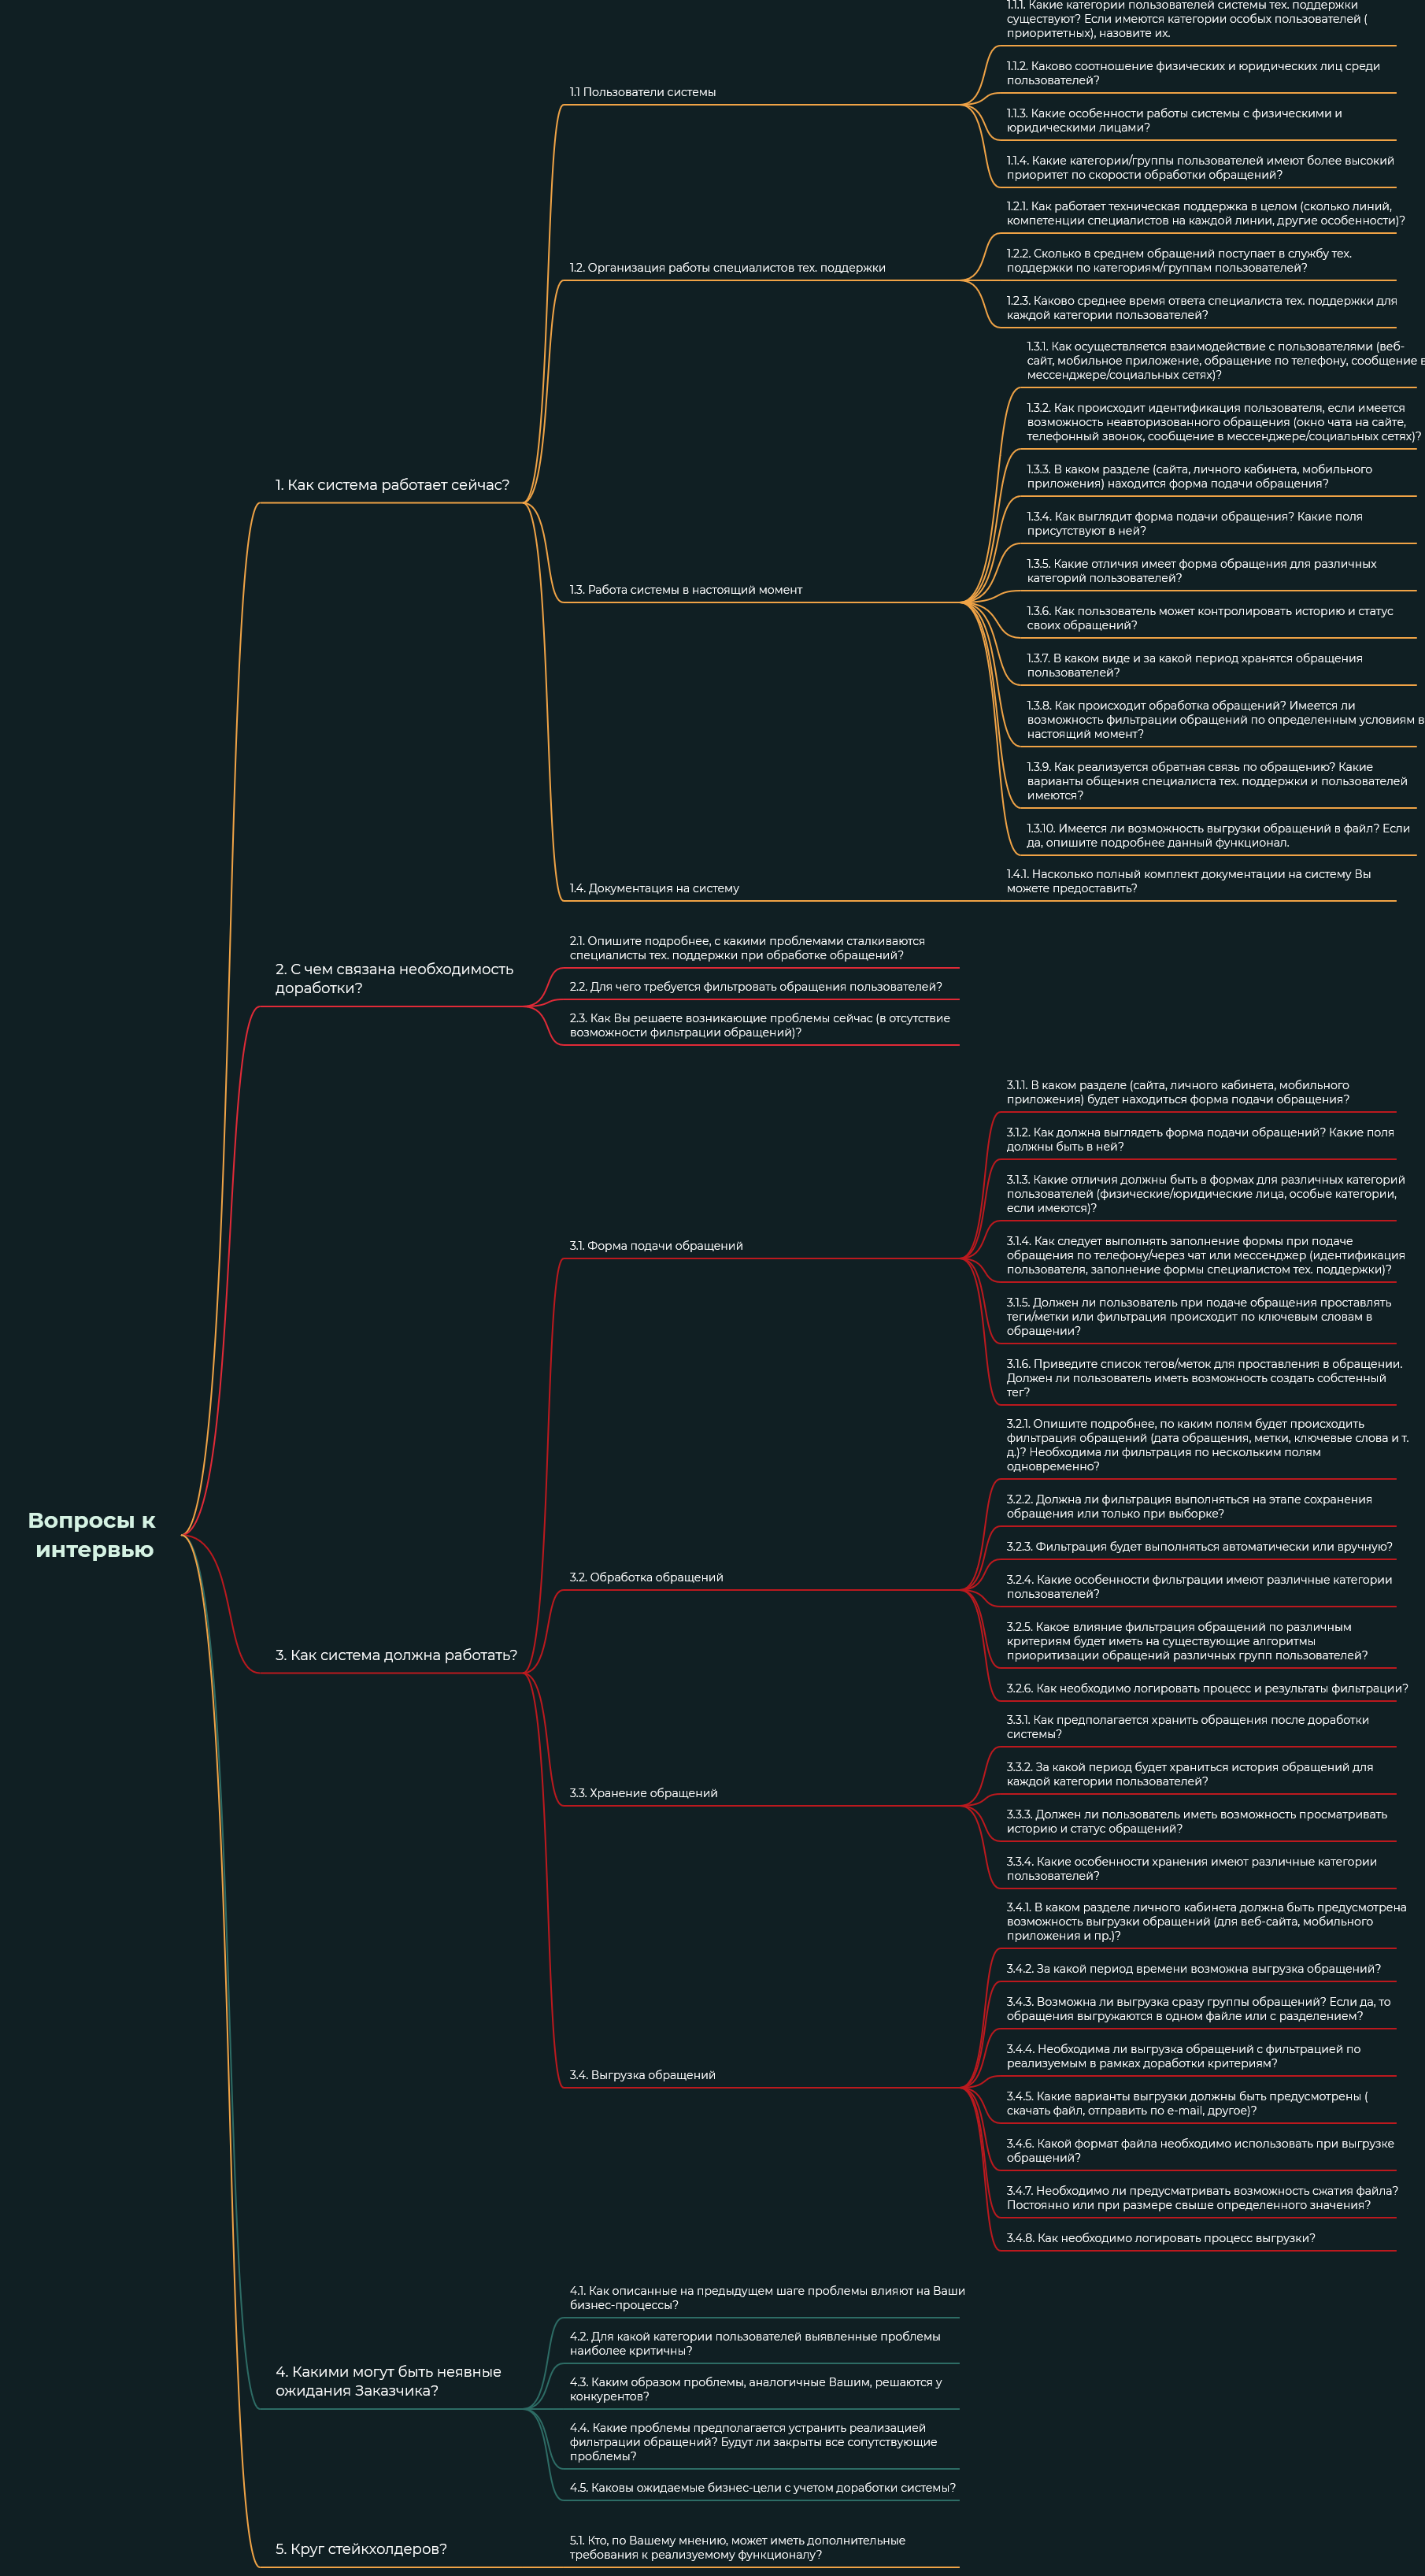 Вопросы к
интервью
1. Как система работает сейчас?
1.1 Пользователи системы
1.1.1. Какие категории пользователей системы тех. поддержки
существуют? Если имеются категории особых пользователей (
приоритетных), назовите их.
1.1.2. Каково соотношение физических и юридических лиц среди
пользователей?
1.1.3. Какие особенности работы системы с физическими и
юридическими лицами?
1.1.4. Какие категории/группы пользователей имеют более высокий
приоритет по скорости обработки обращений?
1.2. Организация работы специалистов тех. поддержки
1.2.1. Как работает техническая поддержка в целом (сколько линий,
компетенции специалистов на каждой линии, другие особенности)?
1.2.2. Сколько в среднем обращений поступает в службу тех.
поддержки по категориям/группам пользователей?
1.2.3. Каково среднее время ответа специалиста тех. поддержки для
каждой категории пользователей?
1.3. Работа системы в настоящий момент
1.3.1. Как осуществляется взаимодействие с пользователями (веб-
сайт, мобильное приложение, обращение по телефону, сообщение в
мессенджере/социальных сетях)?
1.3.2. Как происходит идентификация пользователя, если имеется
возможность неавторизованного обращения (окно чата на сайте,
телефонный звонок, сообщение в мессенджере/социальных сетях)?
1.3.3. В каком разделе (сайта, личного кабинета, мобильного
приложения) находится форма подачи обращения?
1.3.4. Как выглядит форма подачи обращения? Какие поля
присутствуют в ней?
1.3.5. Какие отличия имеет форма обращения для различных
категорий пользователей?
1.3.6. Как пользователь может контролировать историю и статус
своих обращений?
1.3.7. В каком виде и за какой период хранятся обращения
пользователей?
1.3.8. Как происходит обработка обращений? Имеется ли
возможность фильтрации обращений по определенным условиям в
настоящий момент?
1.3.9. Как реализуется обратная связь по обращению? Какие
варианты общения специалиста тех. поддержки и пользователей
имеются?
1.3.10. Имеется ли возможность выгрузки обращений в файл? Если
да, опишите подробнее данный функционал.
1.4. Документация на систему
1.4.1. Насколько полный комплект документации на систему Вы
можете предоставить?
2. С чем связана необходимость
доработки?
2.1. Опишите подробнее, с какими проблемами сталкиваются
специалисты тех. поддержки при обработке обращений?
2.2. Для чего требуется фильтровать обращения пользователей?
2.3. Как Вы решаете возникающие проблемы сейчас (в отсутствие
возможности фильтрации обращений)?
3. Как система должна работать?
3.1. Форма подачи обращений
3.1.1. В каком разделе (сайта, личного кабинета, мобильного
приложения) будет находиться форма подачи обращения?
3.1.2. Как должна выглядеть форма подачи обращений? Какие поля
должны быть в ней?
3.1.3. Какие отличия должны быть в формах для различных категорий
пользователей (физические/юридические лица, особые категории,
если имеются)?
3.1.4. Как следует выполнять заполнение формы при подаче
обращения по телефону/через чат или мессенджер (идентификация
пользователя, заполнение формы специалистом тех. поддержки)?
3.1.5. Должен ли пользователь при подаче обращения проставлять
теги/метки или фильтрация происходит по ключевым словам в
обращении?
3.1.6. Приведите список тегов/меток для проставления в обращении.
Должен ли пользователь иметь возможность создать собстенный
тег?
3.2. Обработка обращений
3.2.1. Опишите подробнее, по каким полям будет происходить
фильтрация обращений (дата обращения, метки, ключевые слова и т.
д.)? Необходима ли фильтрация по нескольким полям
одновременно?
3.2.2. Должна ли фильтрация выполняться на этапе сохранения
обращения или только при выборке?
3.2.3. Фильтрация будет выполняться автоматически или вручную?
3.2.4. Какие особенности фильтрации имеют различные категории
пользователей?
3.2.5. Какое влияние фильтрация обращений по различным
критериям будет иметь на существующие алгоритмы
приоритизации обращений различных групп пользователей?
3.2.6. Как необходимо логировать процесс и результаты фильтрации?
3.3. Хранение обращений
3.3.1. Как предполагается хранить обращения после доработки
системы?
3.3.2. За какой период будет храниться история обращений для
каждой категории пользователей?
3.3.3. Должен ли пользователь иметь возможность просматривать
историю и статус обращений?
3.3.4. Какие особенности хранения имеют различные категории
пользователей?
3.4. Выгрузка обращений
3.4.1. В каком разделе личного кабинета должна быть предусмотрена
возможность выгрузки обращений (для веб-сайта, мобильного
приложения и пр.)?
3.4.2. За какой период времени возможна выгрузка обращений?
3.4.3. Возможна ли выгрузка сразу группы обращений? Если да, то
обращения выгружаются в одном файле или с разделением?
3.4.4. Необходима ли выгрузка обращений с фильтрацией по
реализуемым в рамках доработки критериям?
3.4.5. Какие варианты выгрузки должны быть предусмотрены (
скачать файл, отправить по e-mail, другое)?
3.4.6. Какой формат файла необходимо использовать при выгрузке
обращений?
3.4.7. Необходимо ли предусматривать возможность сжатия файла?
Постоянно или при размере свыше определенного значения?
3.4.8. Как необходимо логировать процесс выгрузки?
4. Какими могут быть неявные
ожидания Заказчика?
4.1. Как описанные на предыдущем шаге проблемы влияют на Ваши
бизнес-процессы?
4.2. Для какой категории пользователей выявленные проблемы
наиболее критичны?
4.3. Каким образом проблемы, аналогичные Вашим, решаются у
конкурентов?
4.4. Какие проблемы предполагается устранить реализацией
фильтрации обращений? Будут ли закрыты все сопутствующие
проблемы?
4.5. Каковы ожидаемые бизнес-цели с учетом доработки системы?
5. Круг стейкхолдеров?
5.1. Кто, по Вашему мнению, может иметь дополнительные
требования к реализуемому функционалу?